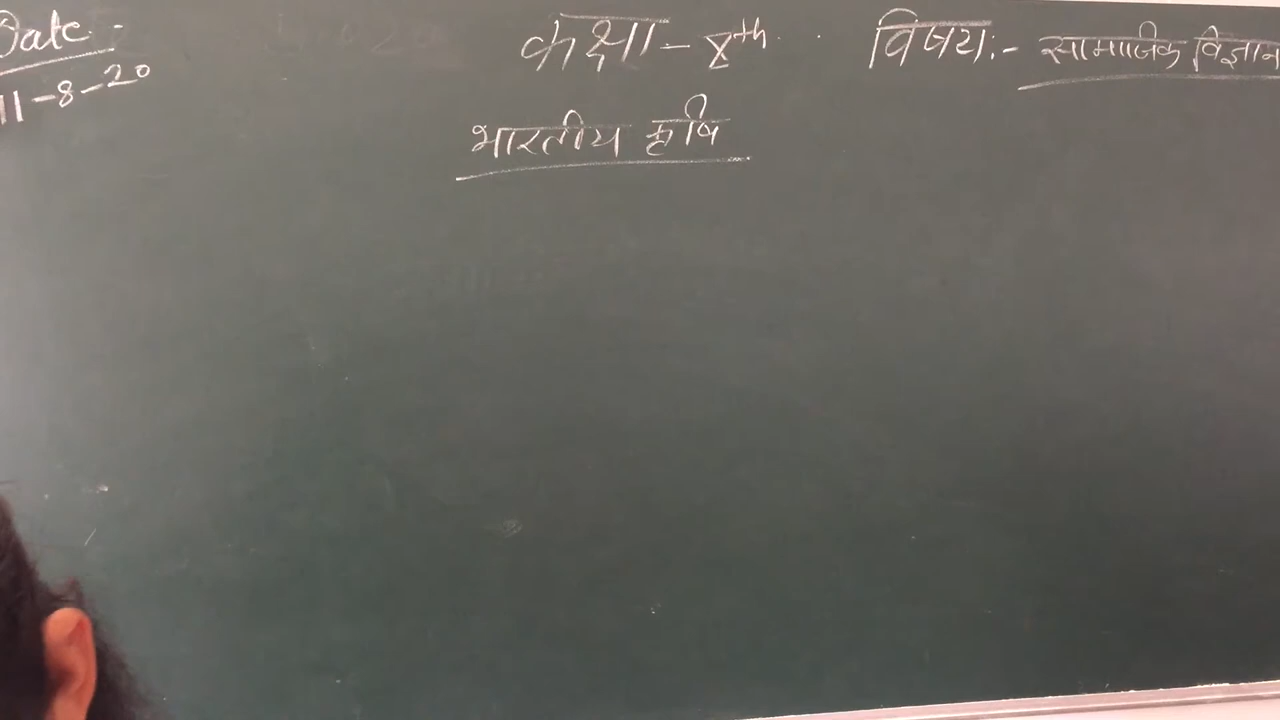 Date :-
11-8-20
कक्षा - 8th
विषय :- सामाजिक विज्ञान
भारतीय कृषि